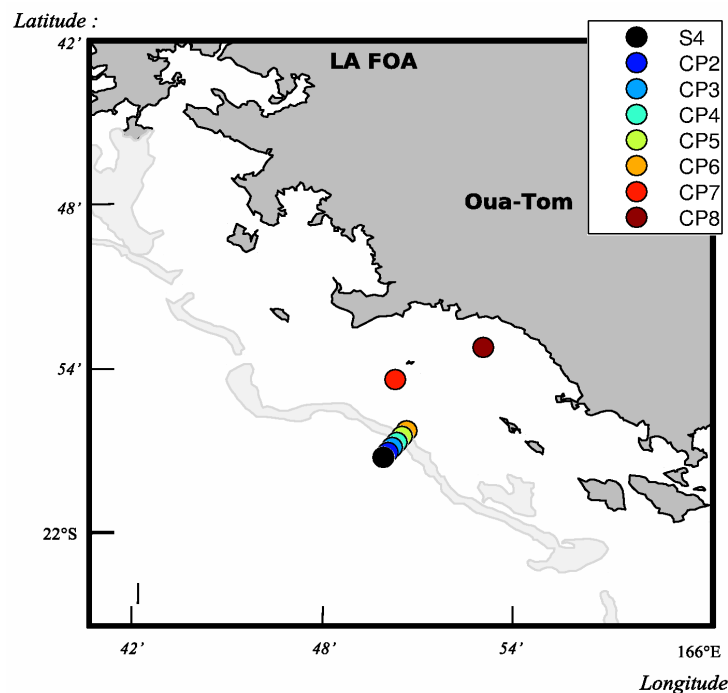 Latitude :
42'
LA FOA
S4
CP2
CP3
CP4
CP5
CP6
CP7
CP8
Oua-Tom
48'
54'
22°S
42'
48'
54'
166°E
Longitude